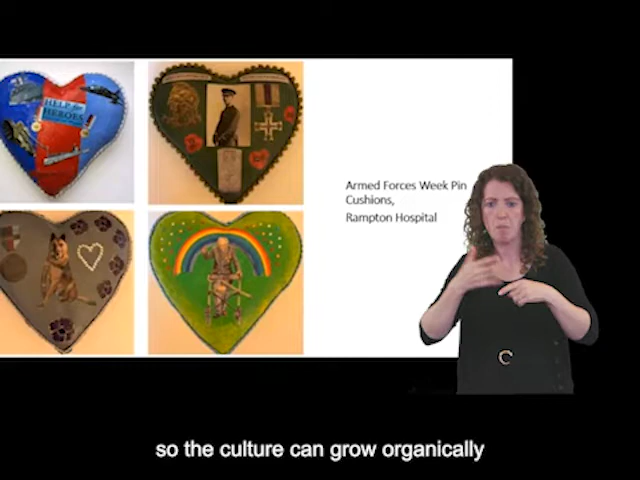 HELP for
HEROES
Armed Forces Week Pin
Cushions,
Rampton Hospital
so the culture can grow organically